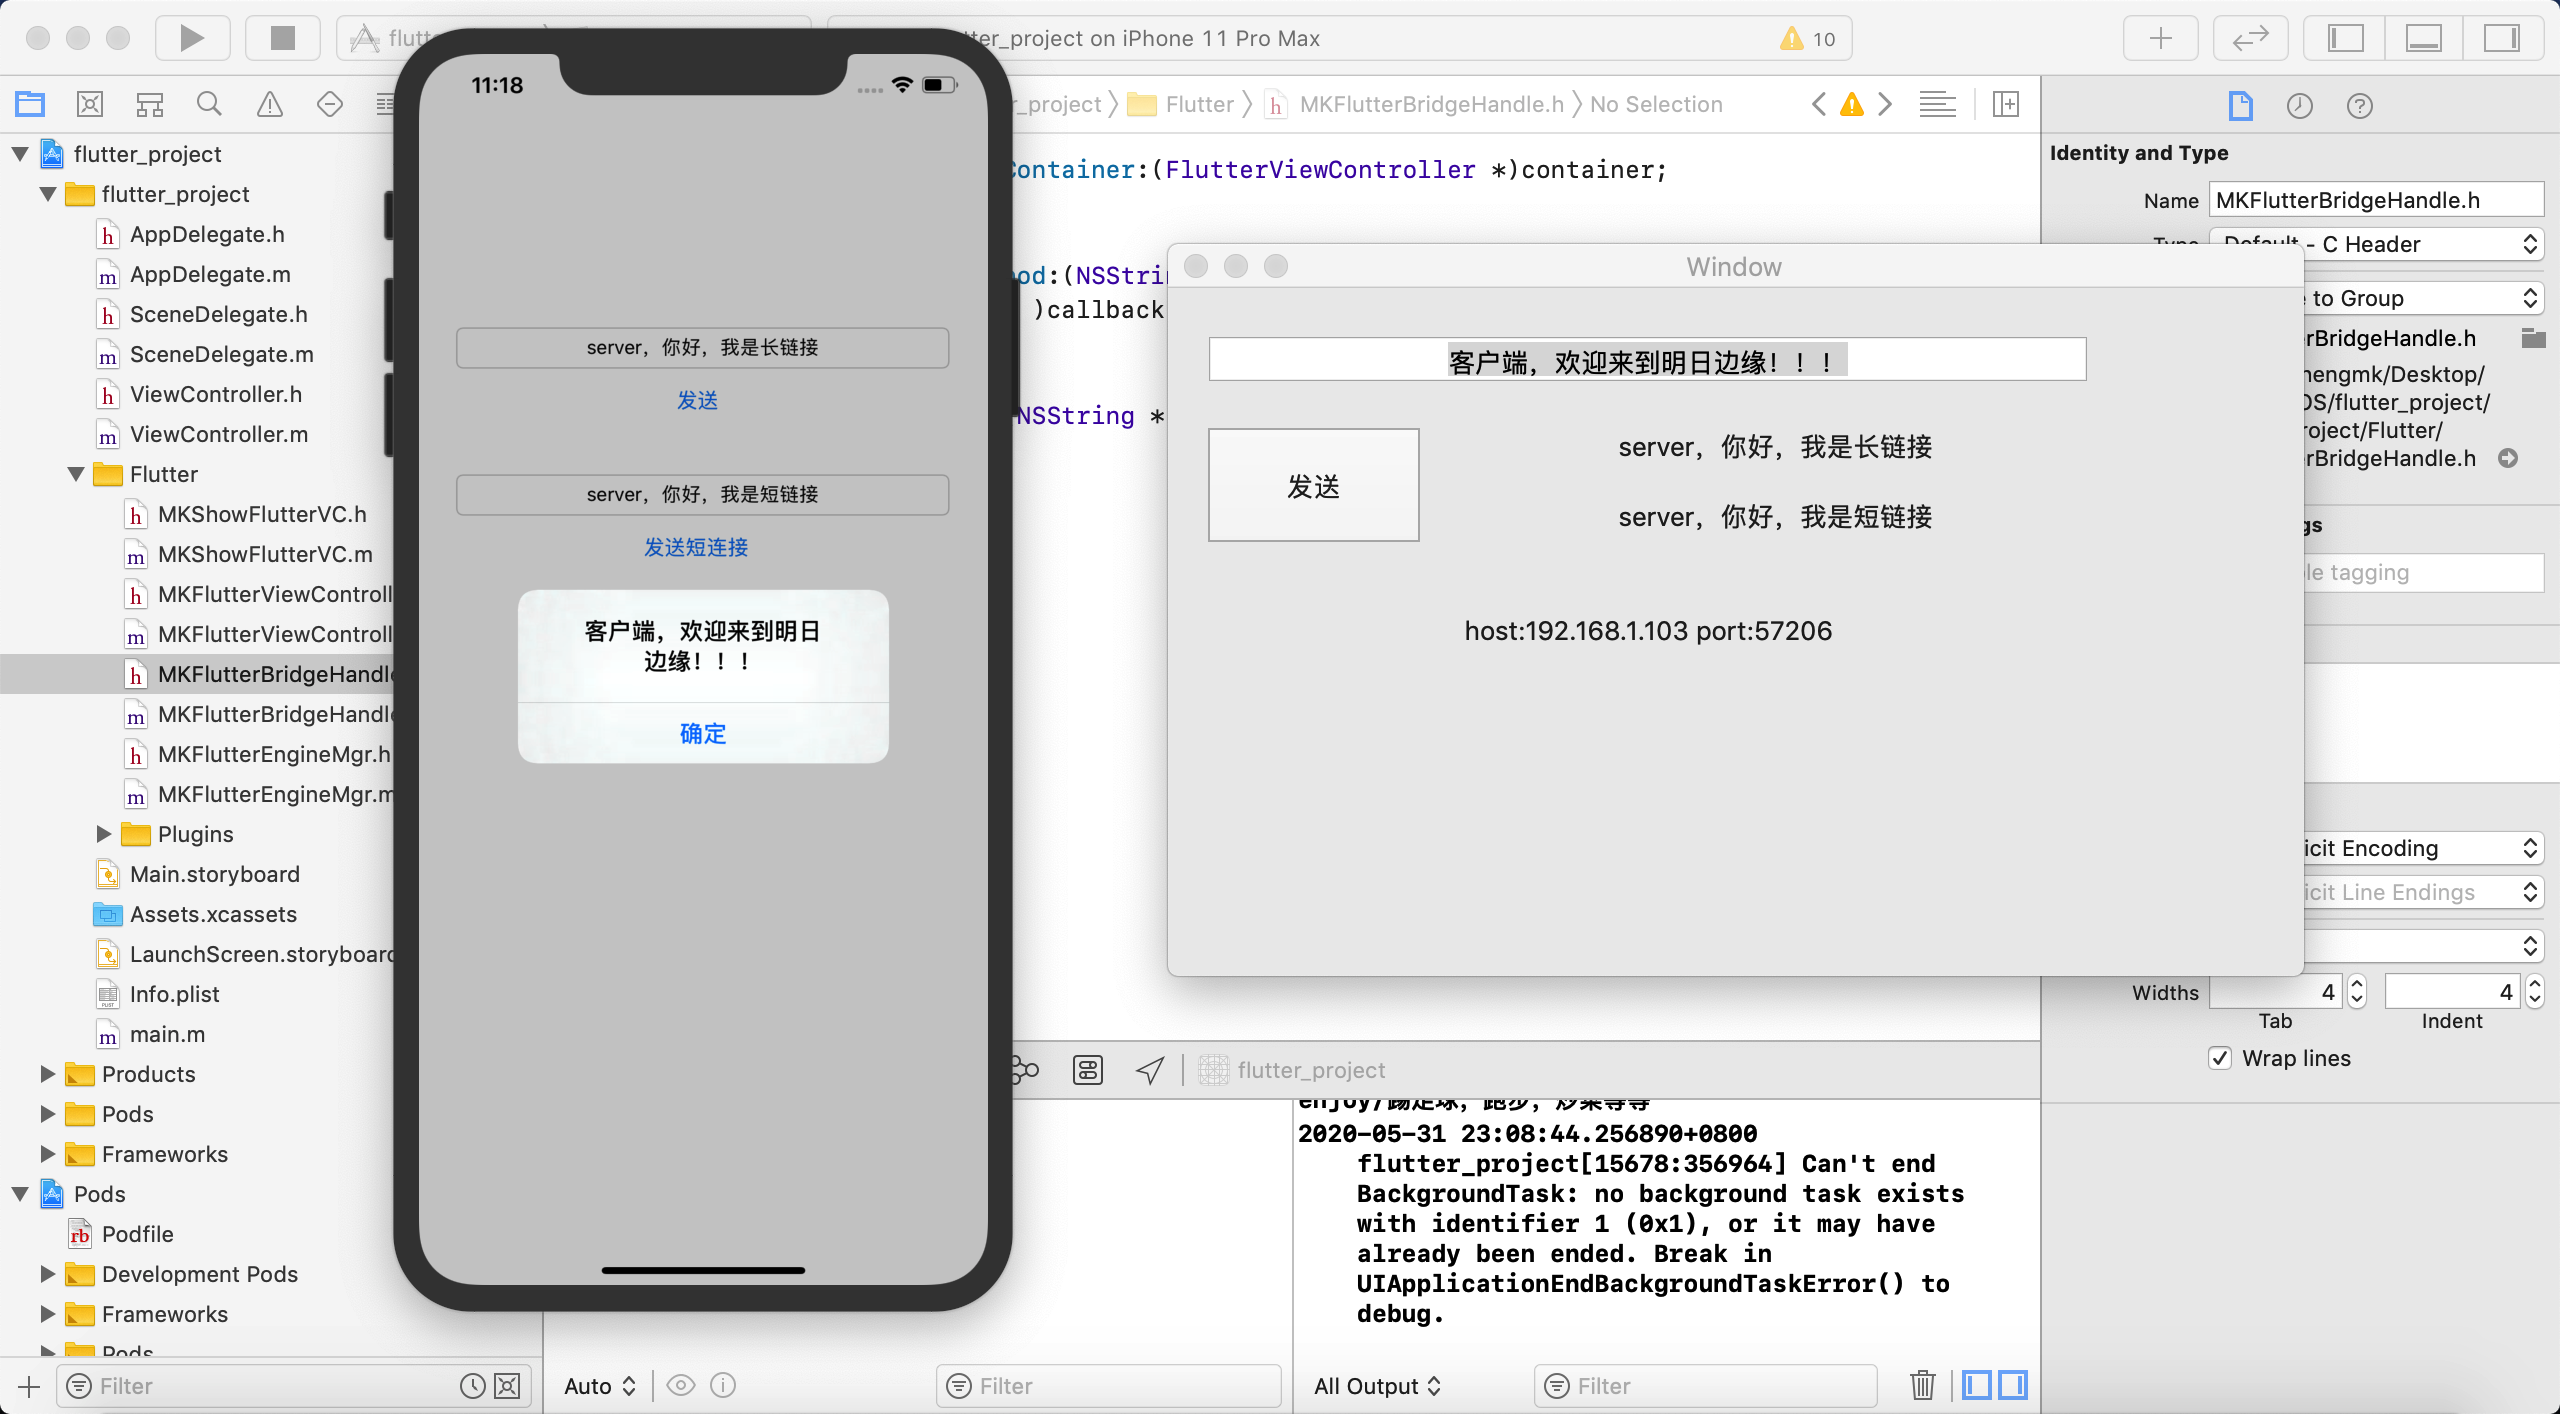 flutter_project on iPhone 11 Pro Max
10
_project
Flutter
MKFlutterBridgeHandle.h
No Selection
flutter_project
flutter_project
AppDelegate.h
AppDelegate.m
SceneDelegate.h
SceneDelegate.m
ViewController.h
ViewController.m
Flutter
MKShowFlutterVC.h
MKShowFlutterVC.m
MKFlutterViewControll
MKFlutterViewControll
MKFlutterBridgeHandle
MKFlutterBridgeHandle
MKFlutterEngineMgr.h
MKFlutterEngineMgr.m
Plugins
Main.storyboard
Assets.xcassets
LaunchScreen.storyboard
Info.plist
main.m
Products
Pods
Frameworks
Pods
Podfile
Development Pods
Frameworks
Pods
Filter
11:18
server，你好，我是长链接
发送
server，你好，我是短链接
发送短连接
客户端，欢迎来到明日
边缘！！！
确定
Container:(FlutterViewController *)container;
od:(NSStri
)callback
NSString *
Window
客户端，欢迎来到明日边缘！！！
发送
server，你好，我是长链接
server，你好，我是短链接
host:192.168.1.103 port:57206
flutter_project
enjoy/踢足球，跑步，炒菜等等
2020-05-31 23:08:44.256890+0800
flutter_project[15678:356964] Can't end
BackgroundTask: no background task exists
with identifier 1 (0x1), or it may have
already been ended. Break in
UIApplicationEndBackgroundTaskError() to
debug.
Auto
Filter
All Output
Filter
Identity and Type
Name MKFlutterBridgeHandle.h
Type Default - C Header
to Group
rBridgeHandle.h
hengmk/Desktop/
OS/flutter_project/
roject/Flutter/
rBridgeHandle.h
gs
le tagging
icit Encoding
icit Line Endings
Widths 4 4
Tab Indent
Wrap lines